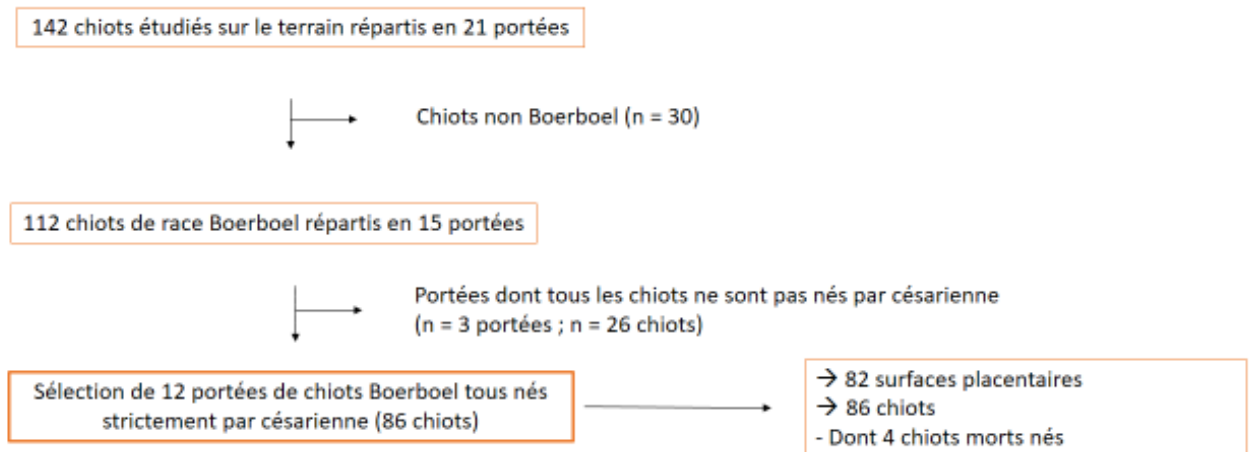 142 chiots étudiés sur le terrain répartis en 21 portées
Chiots non Boerboel (n = 30)
112 chiots de race Boerboel répartis en 15 portées
Portées dont tous les chiots ne sont pas nés par césarienne
(n = 3 portées ; n = 26 chiots)
Sélection de 12 portées de chiots Boerboel tous nés
strictement par césarienne (86 chiots)
→ 82 surfaces placentaires
→ 86 chiots
- Dont 4 chiots morts nés